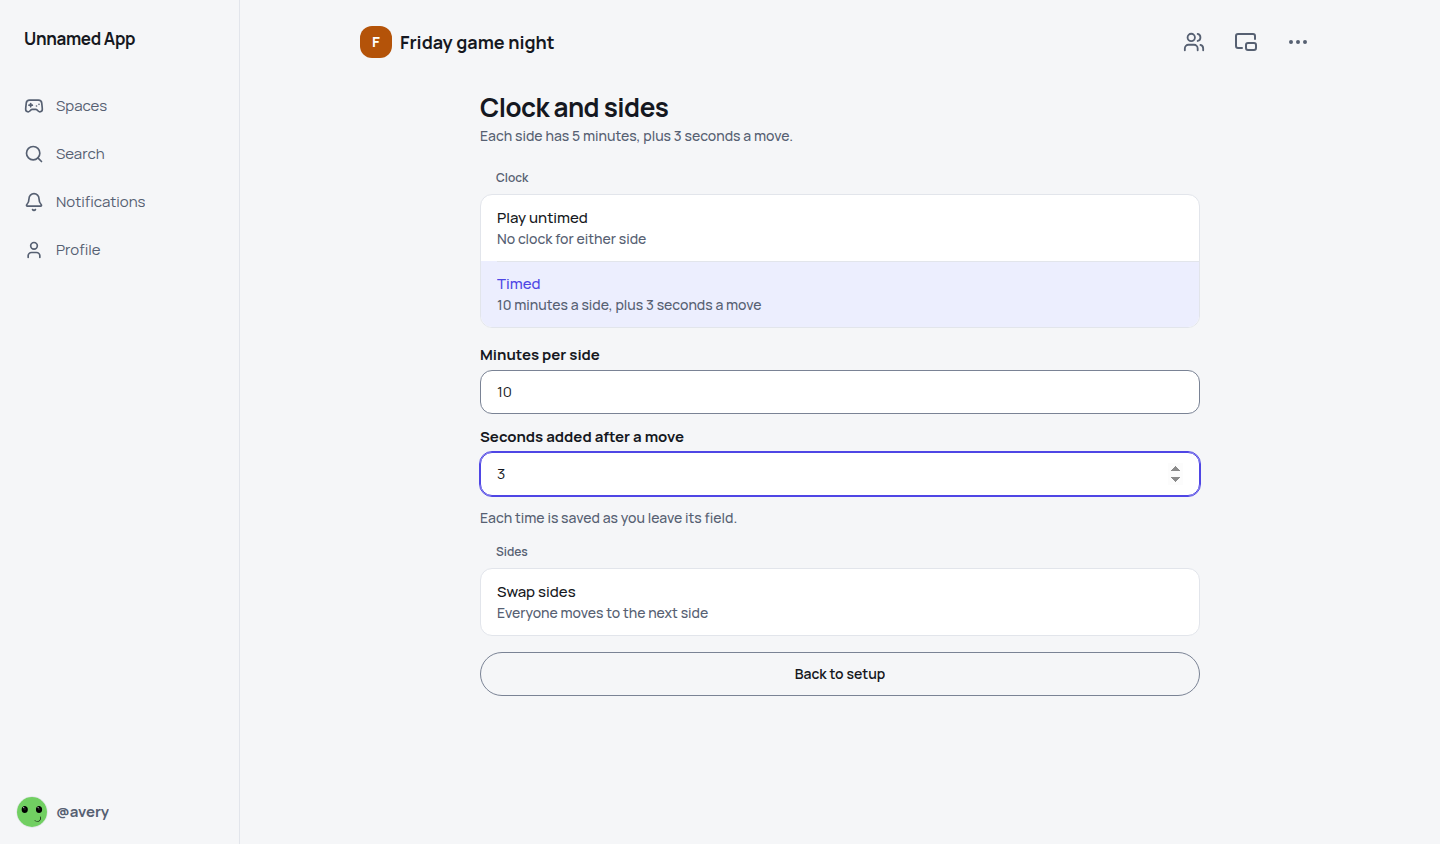 Unnamed App
Spaces
Search
Notifications
Profile
@avery
F
Friday game night
Clock and sides
Each side has 5 minutes, plus 3 seconds a move.
Clock
Play untimed
No clock for either side
Timed
10 minutes a side, plus 3 seconds a move
Minutes per side
10
Seconds added after a move
3
Each time is saved as you leave its field.
Sides
Swap sides
Everyone moves to the next side
Back to setup